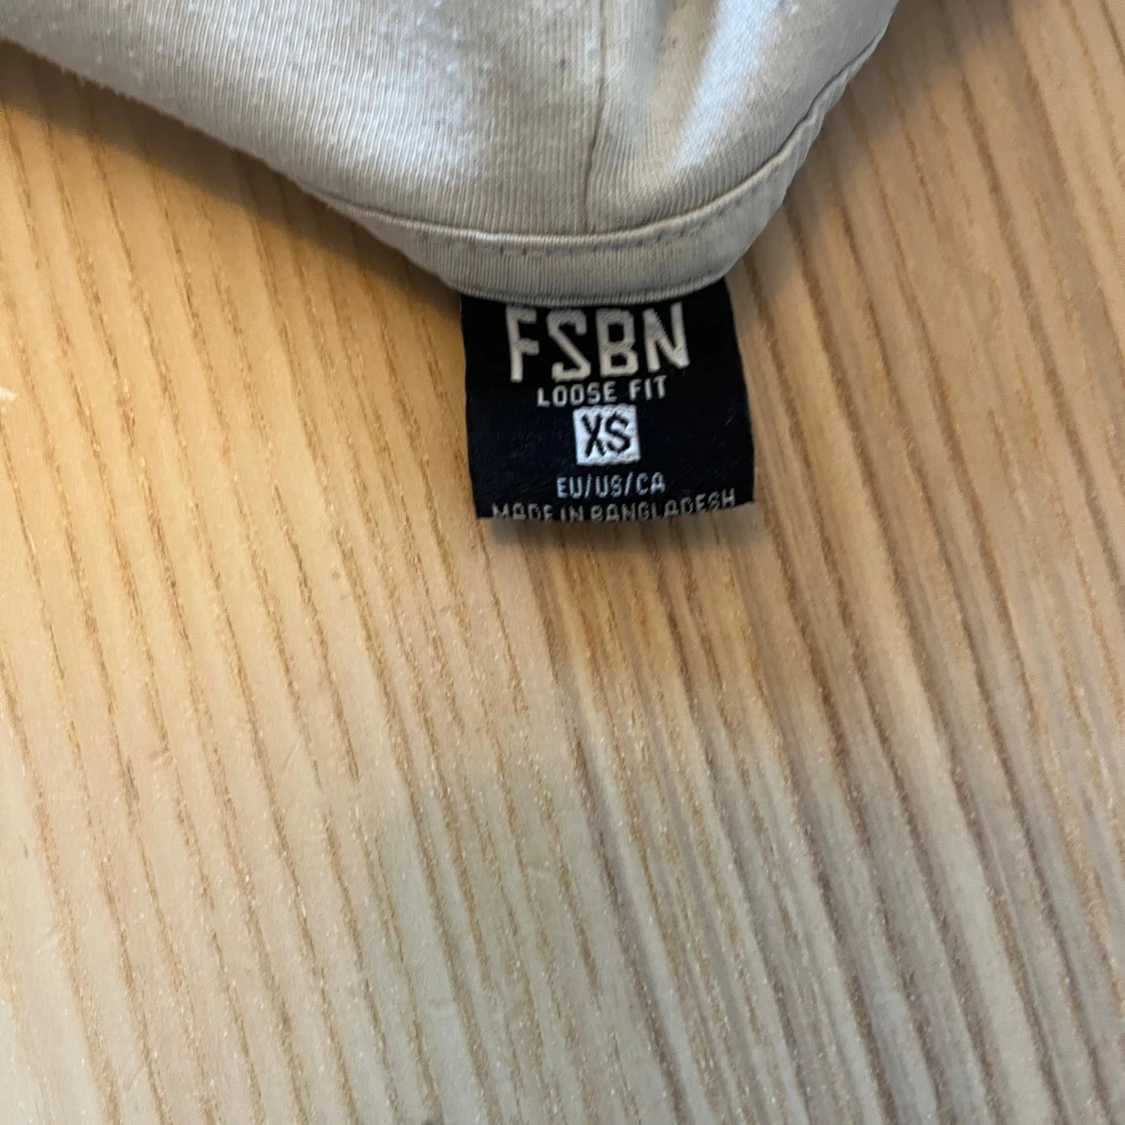 FSBN
LOOSE FIT
XS
EU/US/CA
MADE IN BANGLADESH